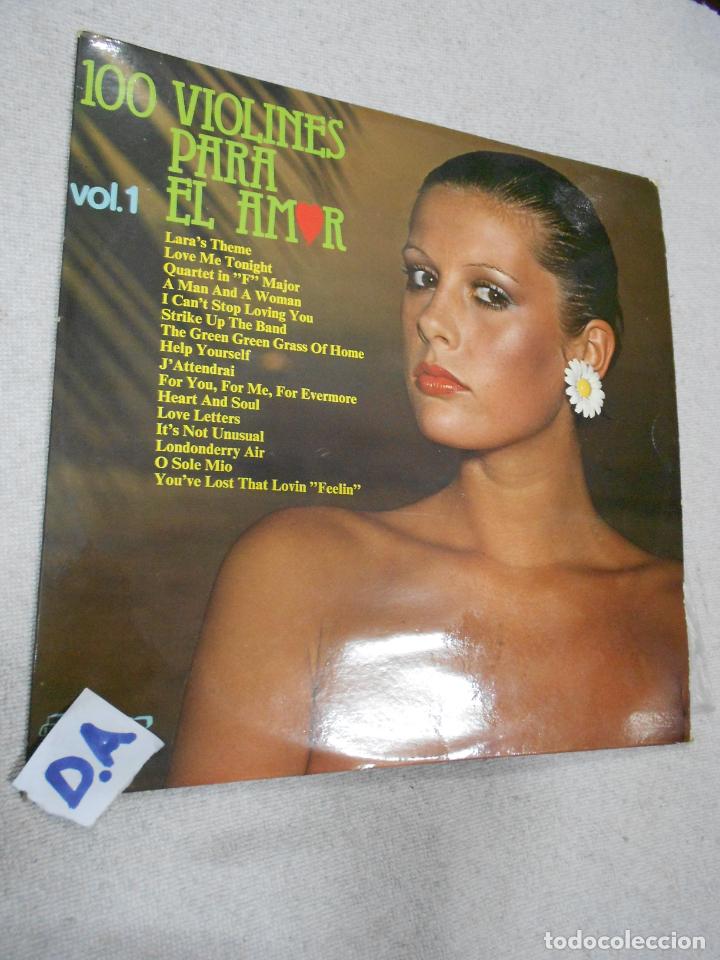 100 VIOLINES
PARA
EL AMOR
vol.1
Lara's Theme
Love Me Tonight
Quartet in "F" Major
A Man And A Woman
I Can't Stop Loving You
Strike Up The Band
The Green Green Grass Of Home
Help Yourself
J'Attendrai
For You, For Me, For Evermore
Heart And Soul
Love Letters
It's Not Unusual
Londonderry Air
O Sole Mio
You've Lost That Lovin "Feelin"
D.A
todocoleccion.net